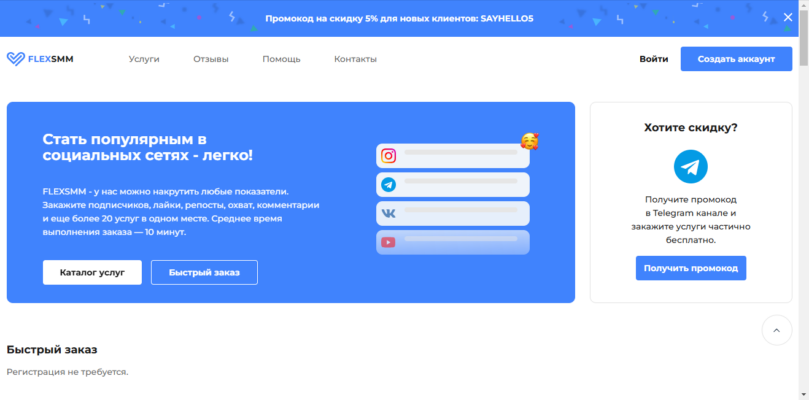 Промокод на скидку 5% для новых клиентов: SAYHELLO5
FLEXSMM
Услуги
Отзывы
Помощь
Контакты
Войти
Создать аккаунт
Стать популярным в
социальных сетях - легко!
FLEXSMM - у нас можно накрутить любые показатели.
Закажите подписчиков, лайки, репосты, охват, комментарии
и еще более 20 услуг в одном месте. Среднее время
выполнения заказа — 10 минут.
Каталог услуг
Быстрый заказ
Хотите скидку?
Получите промокод
в Telegram канале и
закажите услуги частично
бесплатно.
Получить промокод
Быстрый заказ
Регистрация не требуется.